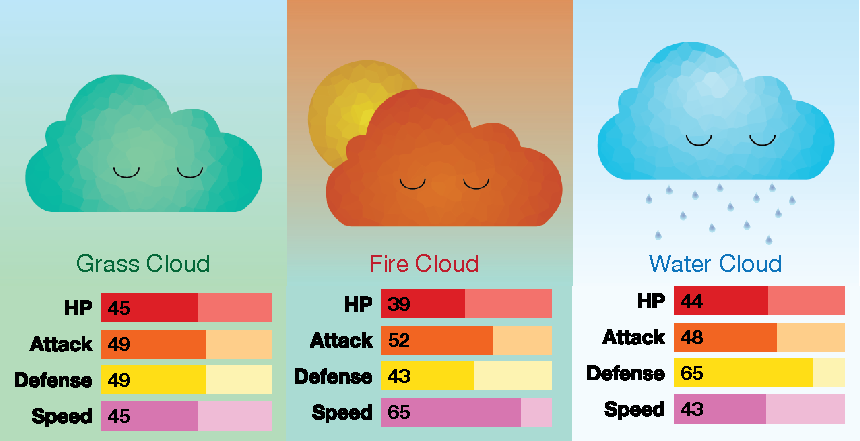 Grass Cloud
HP 45
Attack 49
Defense 49
Speed 45
Fire Cloud
HP 39
Attack 52
Defense 43
Speed 65
Water Cloud
HP 44
Attack 48
Defense 65
Speed 43